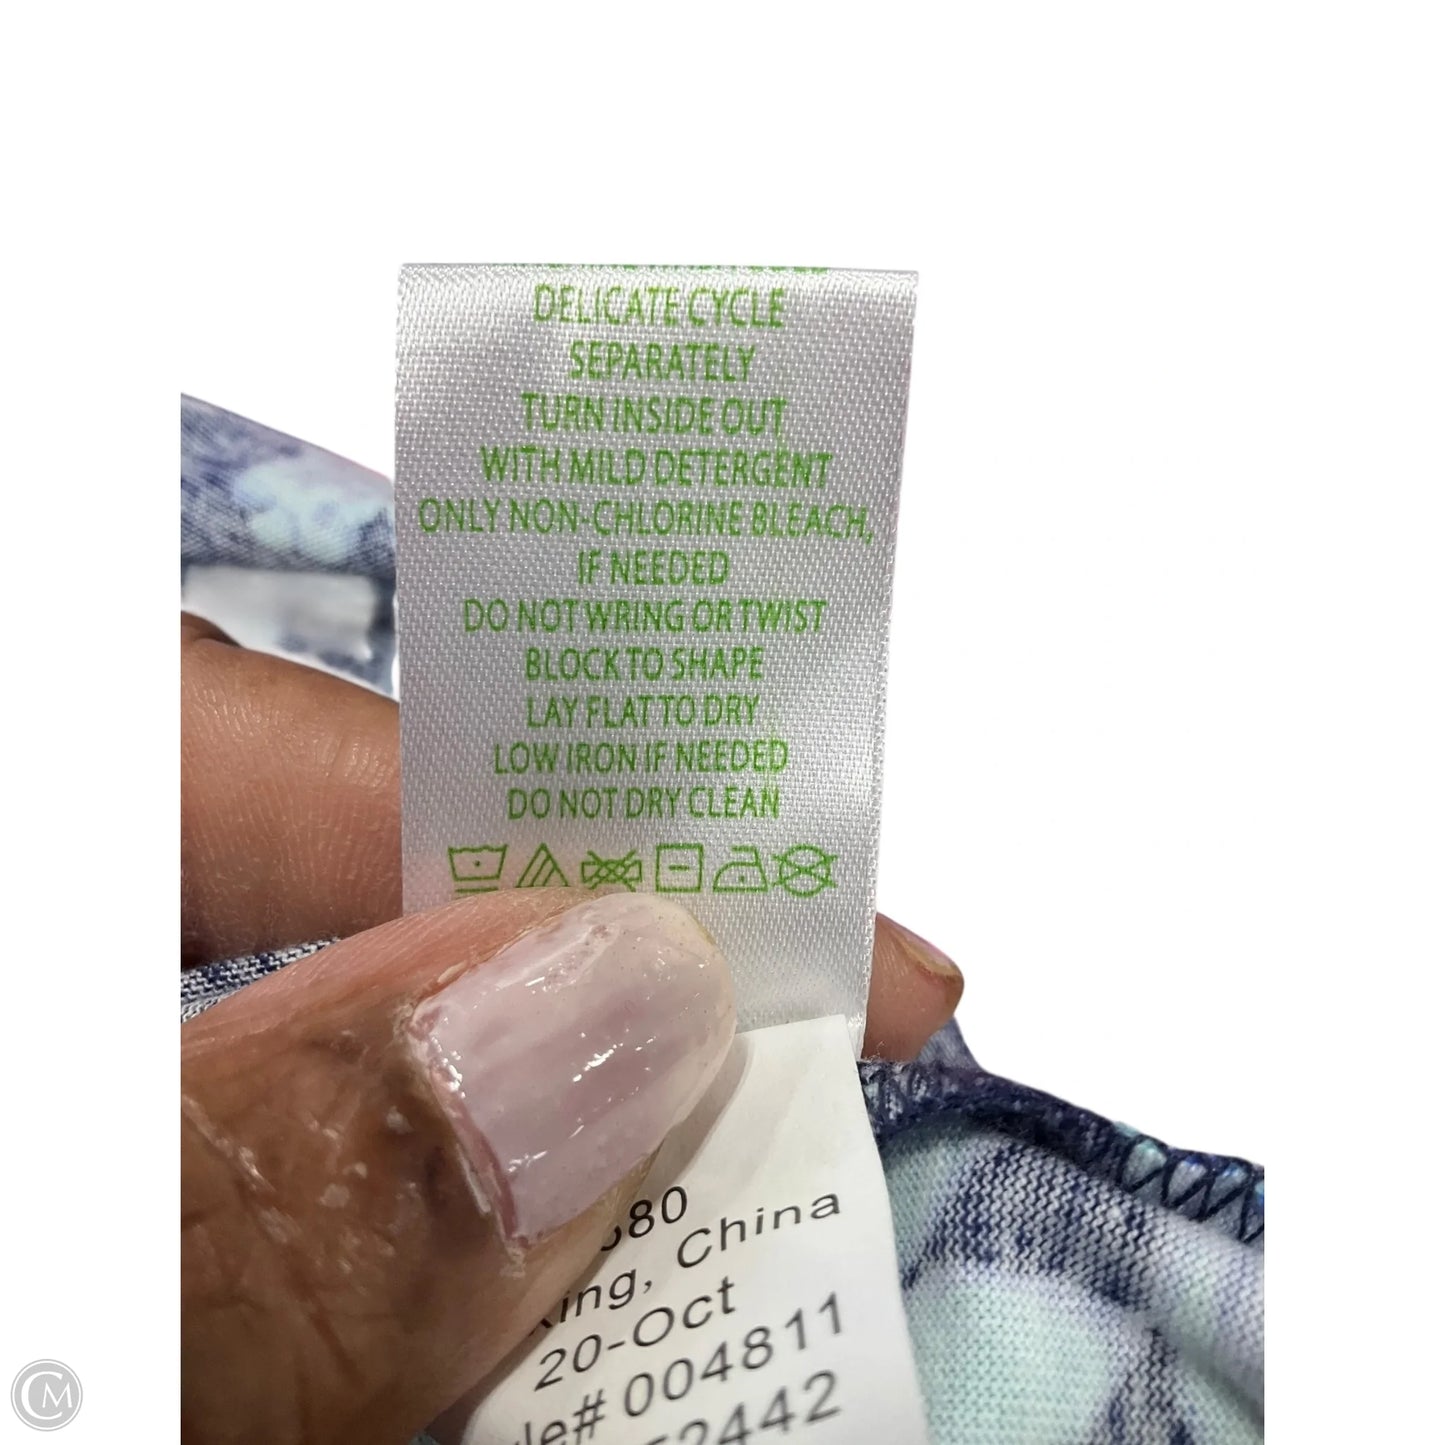 DELICATE CYCLE
SEPARATELY
TURN INSIDE OUT
WITH MILD DETERGENT
ONLY NON-CHLORINE BLEACH,
IF NEEDED
DO NOT WRING OR TWIST
BLOCK TO SHAPE
LAY FLAT TO DRY
LOW IRON IF NEEDED
DO NOT DRY CLEAN
China
20-Oct
004811
CM